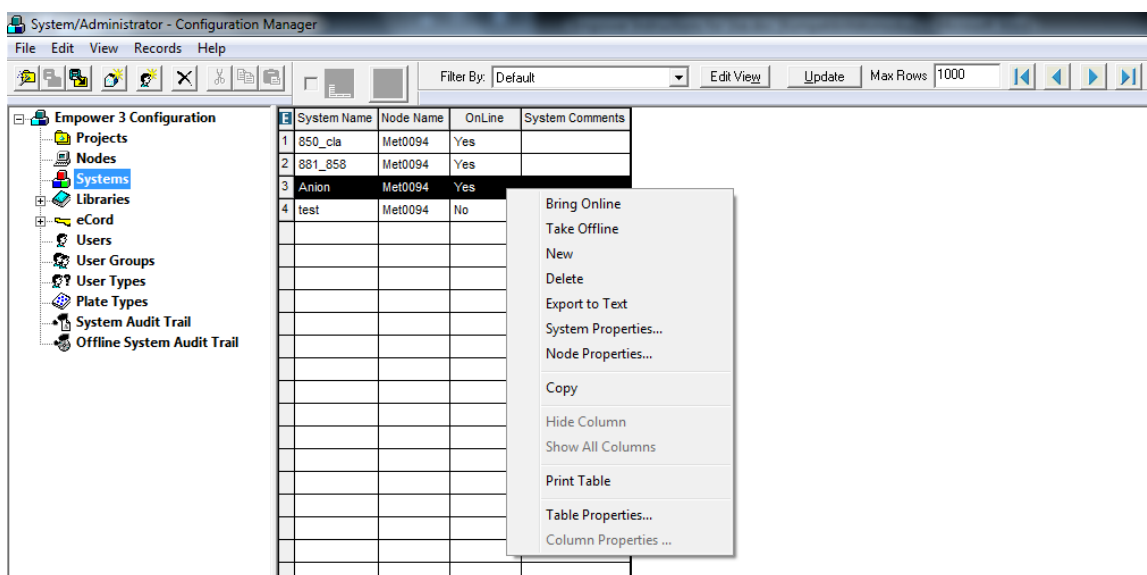 System/Administrator - Configuration Manager
File Edit View Records Help
Filter By: Default Edit View Update Max Rows 1000
Empower 3 Configuration
Projects
Nodes
Systems
Libraries
eCord
Users
User Groups
User Types
Plate Types
System Audit Trail
Offline System Audit Trail
E System Name Node Name OnLine System Comments
1 850_cla Met0094 Yes
2 881_858 Met0094 Yes
3 Anion Met0094 Yes
4 test Met0094 No
Bring Online
Take Offline
New
Delete
Export to Text
System Properties...
Node Properties...
Copy
Hide Column
Show All Columns
Print Table
Table Properties...
Column Properties ...